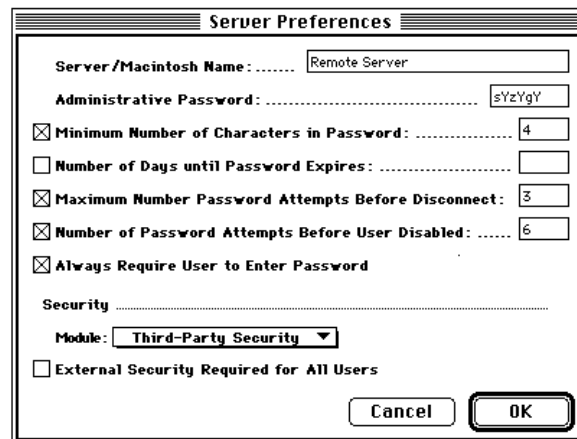 Server Preferences
Server/Macintosh Name: ...... Remote Server
Administrative Password: ................................... sYzYgY
Minimum Number of Characters in Password: ............... 4
Number of Days until Password Expires: .......................
Maximum Number Password Attempts Before Disconnect: 3
Number of Password Attempts Before User Disabled: ...... 6
Always Require User to Enter Password
Security
Module: Third-Party Security
External Security Required for All Users
Cancel OK